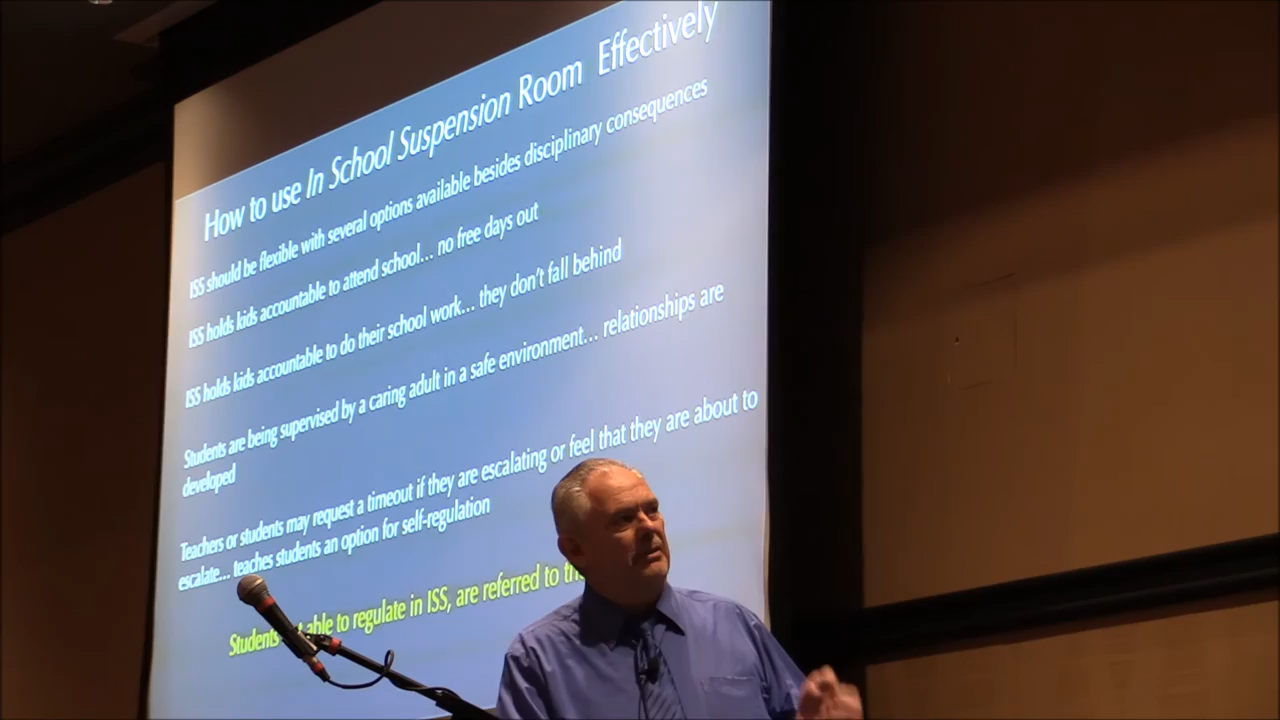 How to use In School Suspension Room Effectively
ISS should be flexible with several options available besides disciplinary consequences
ISS holds kids accountable to attend school... no free days out
ISS holds kids accountable to do their school work... they don't fall behind
Students are being supervised by a caring adult in a safe environment... relationships are
developed
Teachers or students may request a timeout if they are escalating or feel that they are about to
escalate... teaches students an option for self-regulation
Students able to regulate in ISS, are referred to